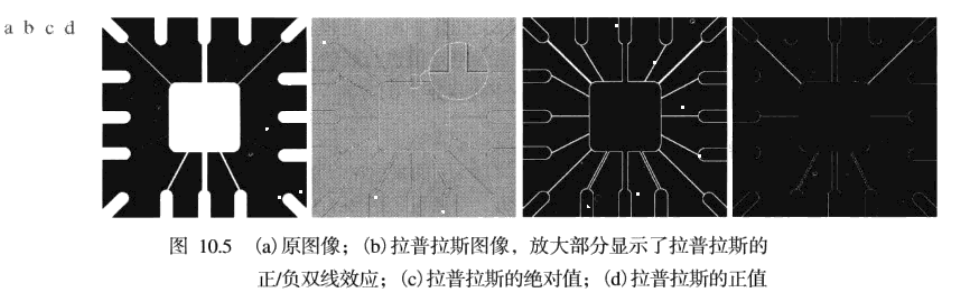 a b c d
图 10.5 (a)原图像；(b)拉普拉斯图像，放大部分显示了拉普拉斯的
正/负双线效应；(c)拉普拉斯的绝对值；(d)拉普拉斯的正值